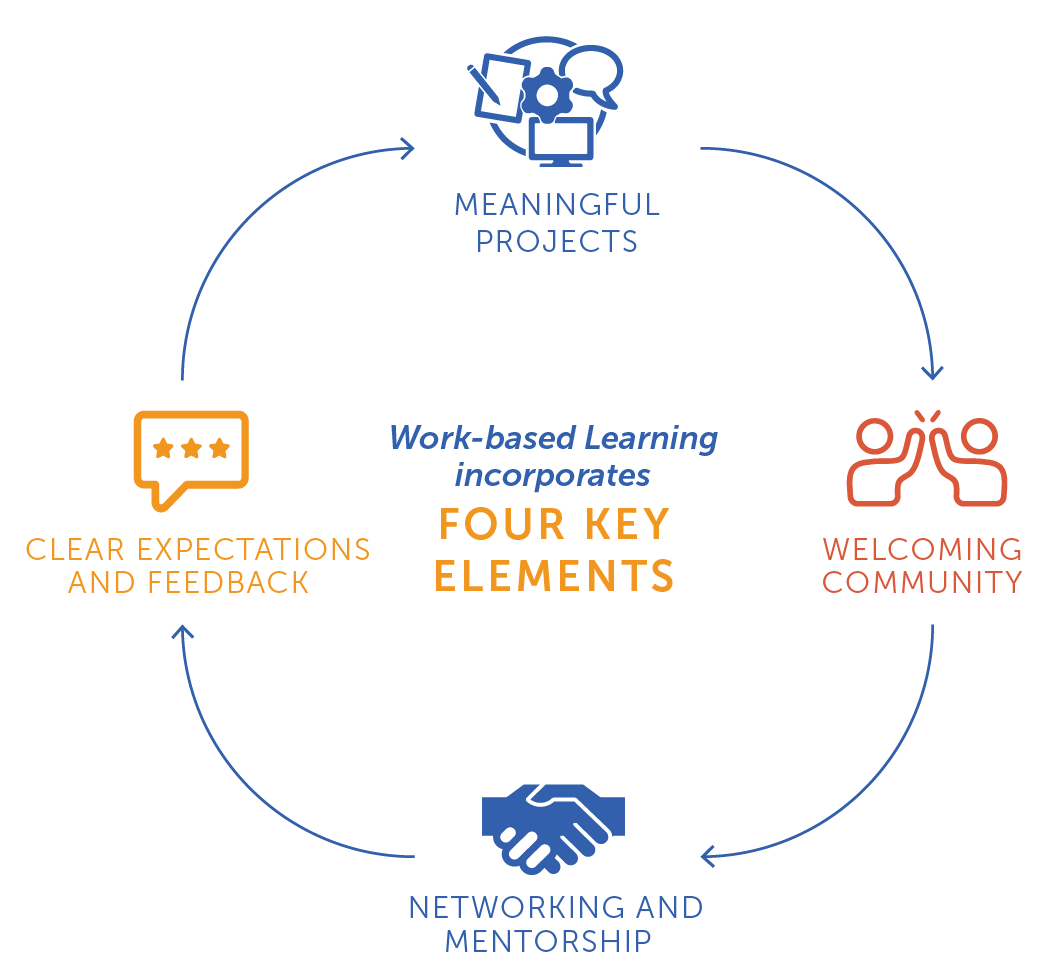 MEANINGFUL
PROJECTS
Work-based Learning
incorporates
FOUR KEY
ELEMENTS
CLEAR EXPECTATIONS
AND FEEDBACK
WELCOMING
COMMUNITY
NETWORKING AND
MENTORSHIP